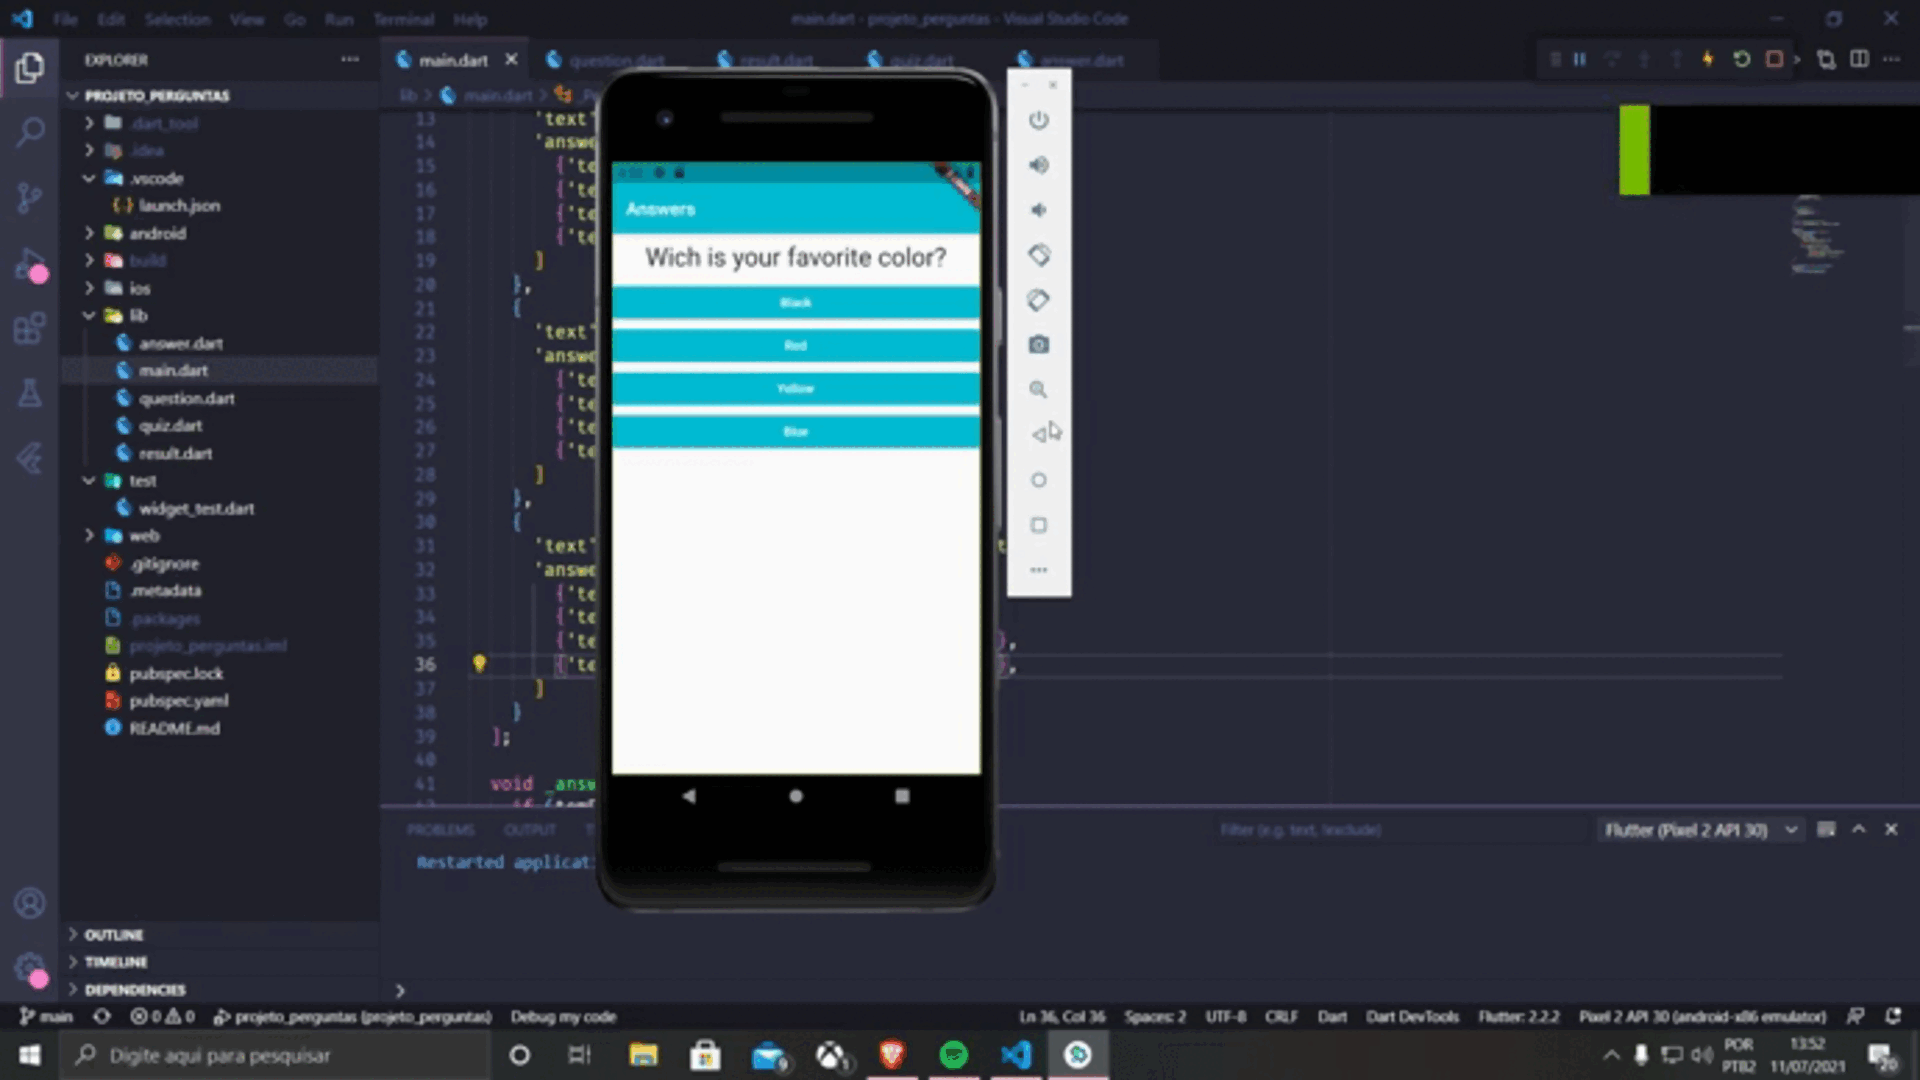 File Edit Selection View Go Run Terminal Help
main.dart - projeto_perguntas - Visual Studio Code
EXPLORER
main.dart
question.dart
result.dart
quiz.dart
answer.dart
PROJETO_PERGUNTAS
lib > main.dart >
.dart_tool
.idea
.vscode
launch.json
android
build
ios
lib
answer.dart
main.dart
question.dart
quiz.dart
result.dart
test
widget_test.dart
web
.gitignore
.metadata
.packages
projeto_perguntas.iml
pubspec.lock
pubspec.yaml
README.md
OUTLINE
TIMELINE
DEPENDENCIES
13 'text'
14 'answe
15 {'te
16 {'te
17 {'te
18 {'te
19 ]
20 },
21 {
22 'text'
23 'answe
24 {'te
25 {'te
26 {'te
27 {'te
28 ]
29 },
30 {
31 'text'
32 'answe
33 {'te
34 {'te
35 {'te },
36 {'te },
37 ]
38 }
39 ];
40
41 void _answ
Answers
Wich is your favorite color?
Black
Red
Yellow
Blue
PROBLEMS OUTPUT
Filter (e.g. text, !exclude)
Flutter (Pixel 2 API 30)
Restarted applicat
main
0 0
projeto_perguntas (projeto_perguntas)
Debug my code
Ln 36, Col 36
Spaces: 2
UTF-8
CRLF
Dart
Dart DevTools
Flutter: 2.2.2
Pixel 2 API 30 (android-x86 emulator)
Digite aqui para pesquisar
POR
PTB2
13:52
11/07/2021